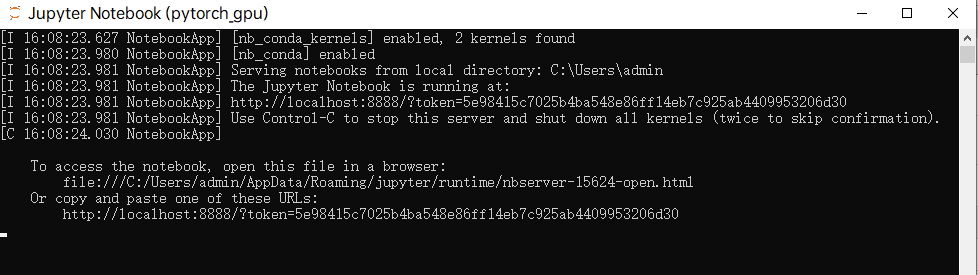 Jupyter Notebook (pytorch_gpu)
[I 16:08:23.627 NotebookApp] [nb_conda_kernels] enabled, 2 kernels found
[I 16:08:23.980 NotebookApp] [nb_conda] enabled
[I 16:08:23.981 NotebookApp] Serving notebooks from local directory: C:\Users\admin
[I 16:08:23.981 NotebookApp] The Jupyter Notebook is running at:
[I 16:08:23.981 NotebookApp] http://localhost:8888/?token=5e98415c7025b4ba548e86ff14eb7c925ab4409953206d30
[I 16:08:23.981 NotebookApp] Use Control-C to stop this server and shut down all kernels (twice to skip confirmation).
[C 16:08:24.030 NotebookApp]
To access the notebook, open this file in a browser:
file:///C:/Users/admin/AppData/Roaming/jupyter/runtime/nbserver-15624-open.html
Or copy and paste one of these URLs:
http://localhost:8888/?token=5e98415c7025b4ba548e86ff14eb7c925ab4409953206d30